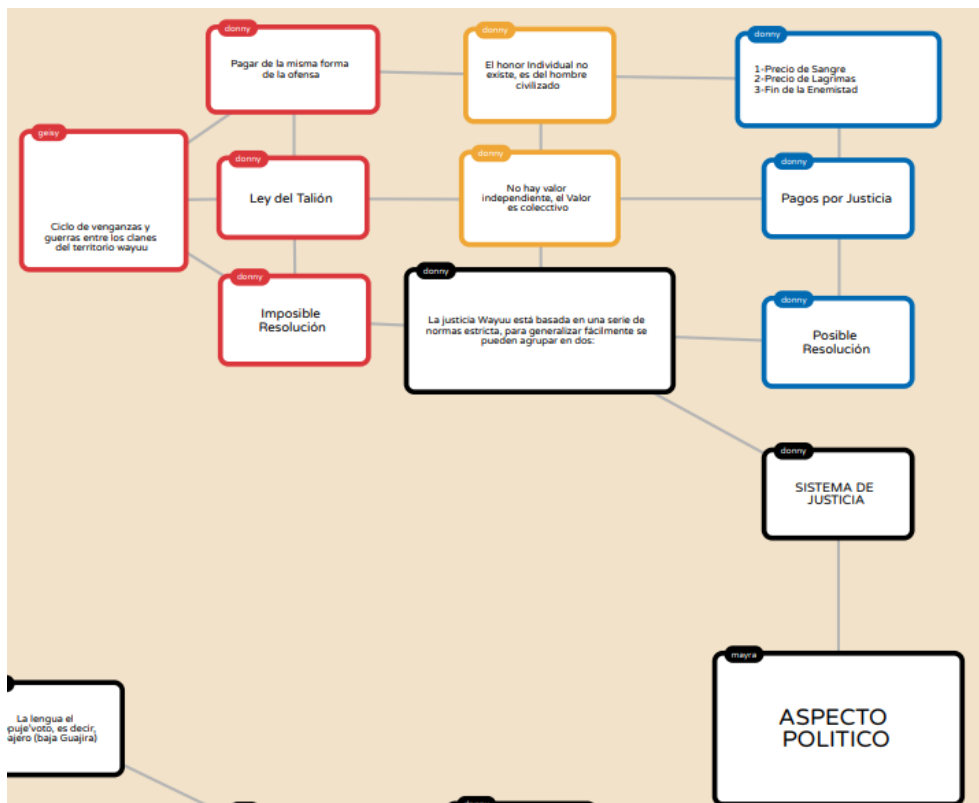 donny
Pagar de la misma forma
de la ofensa
donny
El honor Individual no
existe, es del hombre
civilizado
donny
1-Precio de Sangre
2-Precio de Lagrimas
3-Fin de la Enemistad
geisy
Ciclo de venganzas y
guerras entre los clanes
del territorio wayuu
donny
Ley del Talión
donny
No hay valor
independiente, el Valor
es colecctivo
donny
Pagos por Justicia
donny
Imposible
Resolución
donny
La justicia Wayuu está basada en una serie de
normas estricta, para generalizar fácilmente se
pueden agrupar en dos:
donny
Posible
Resolución
donny
SISTEMA DE
JUSTICIA
mayra
ASPECTO
POLITICO
La lengua el
puje'voto, es decir,
ajero (baja Guajira)
donny